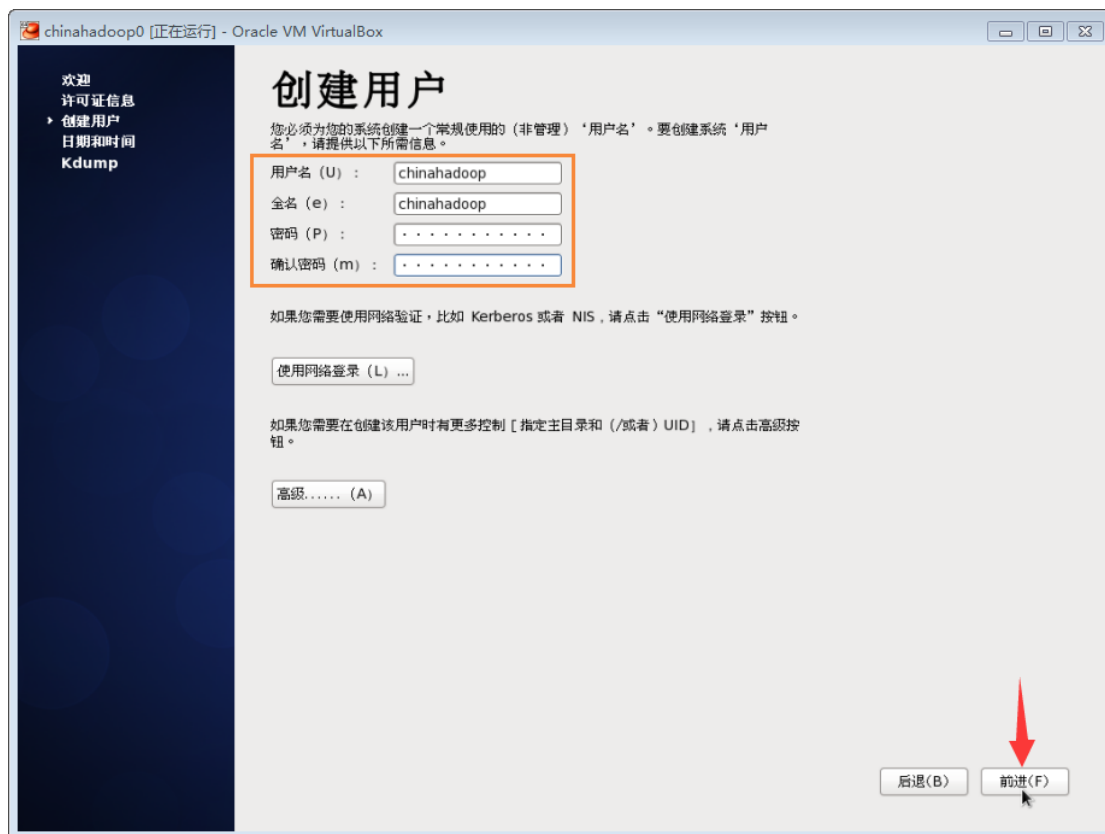 chinahadoop0 [正在运行] - Oracle VM VirtualBox
欢迎
许可证信息
创建用户
日期和时间
Kdump
创建用户
您必须为您的系统创建一个常规使用的（非管理）‘用户名’。要创建系统‘用户
名’，请提供以下所需信息。
用户名（U）： chinahadoop
全名（e）： chinahadoop
密码（P）： ···········
确认密码（m）： ···········
如果您需要使用网络验证，比如 Kerberos 或者 NIS，请点击“使用网络登录”按钮。
使用网络登录（L）...
如果您需要在创建该用户时有更多控制［指定主目录和（/或者）UID］，请点击高级按
钮。
高级......（A）
后退(B) 前进(F)